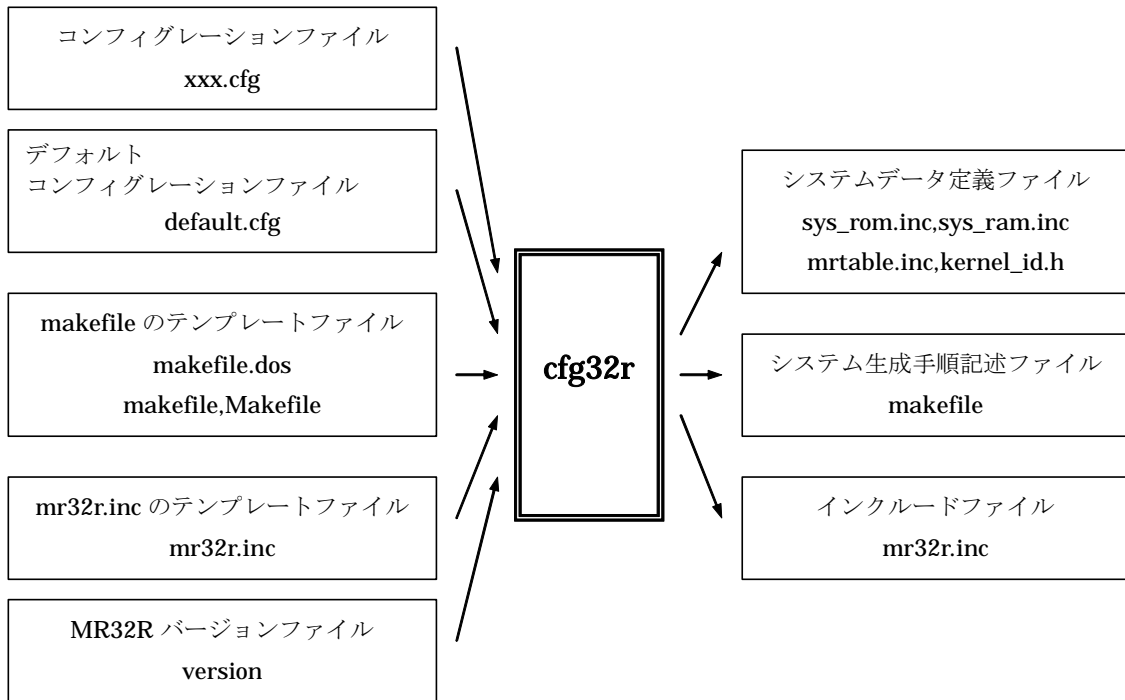 コンフィグレーションファイル
xxx.cfg
デフォルト
コンフィグレーションファイル
default.cfg
makefile のテンプレートファイル
makefile.dos
makefile,Makefile
mr32r.inc のテンプレートファイル
mr32r.inc
MR32R バージョンファイル
version
cfg32r
システムデータ定義ファイル
sys_rom.inc,sys_ram.inc
mrtable.inc,kernel_id.h
システム生成手順記述ファイル
makefile
インクルードファイル
mr32r.inc